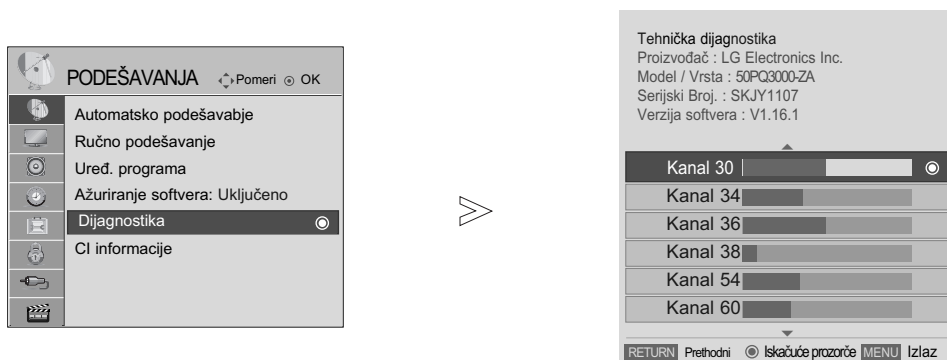 PODEŠAVANJA Pomeri OK
Automatsko podešavabje
Ručno podešavanje
Uređ. programa
Ažuriranje softvera: Uključeno
Dijagnostika
CI informacije
Tehnička dijagnostika
Proizvođač : LG Electronics Inc.
Model / Vrsta : 50PQ3000-ZA
Serijski Broj. : SKJY1107
Verzija softvera : V1.16.1
Kanal 30
Kanal 34
Kanal 36
Kanal 38
Kanal 54
Kanal 60
RETURN Prethodni Iskačuće prozorče MENU Izlaz